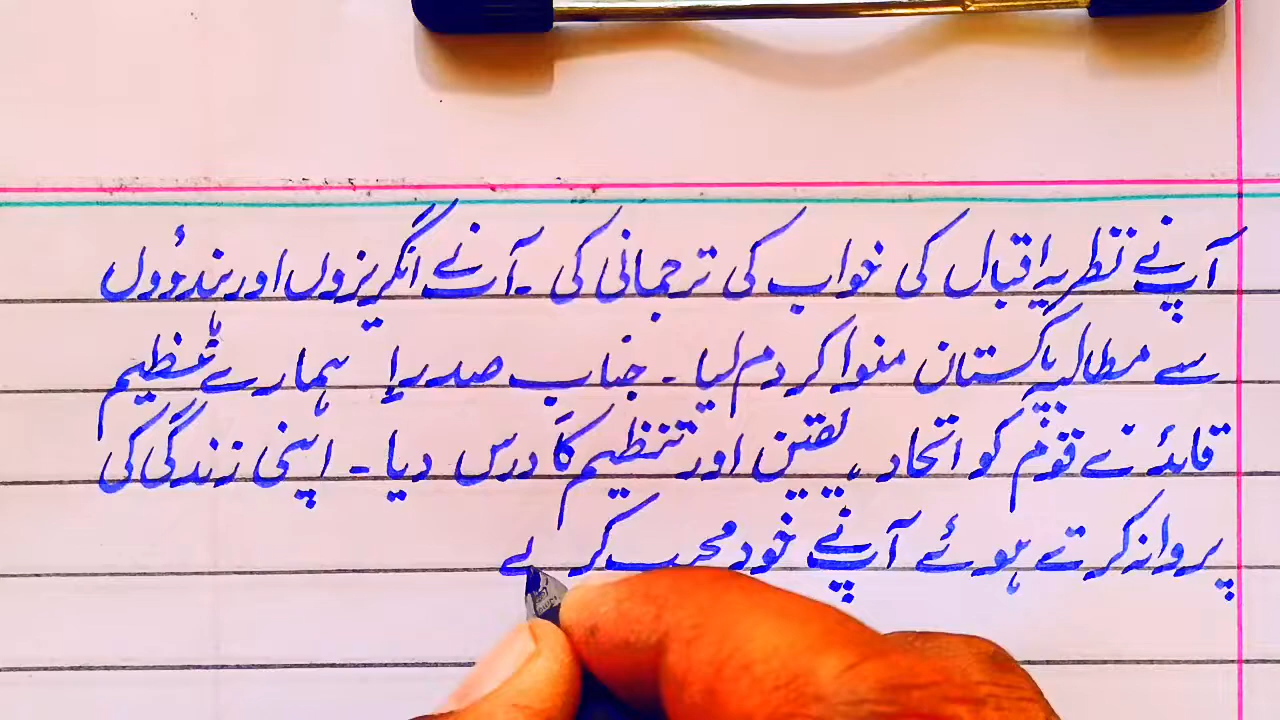 آپ نے نظریہ اقبال کی خواب کی ترجمانی کی ۔ آپ نے انگریزوں اور ہندوؤں
سے مطالبہ پاکستان منوا کر دم لیا ۔ جناب صدر! ہمارے عظیم
قائد نے قوم کو اتحاد ، یقین اور تنظیم کا درس دیا ۔ اپنی زندگی کی
پروا نہ کرتے ہوئے آپ نے خود محنت کر کے